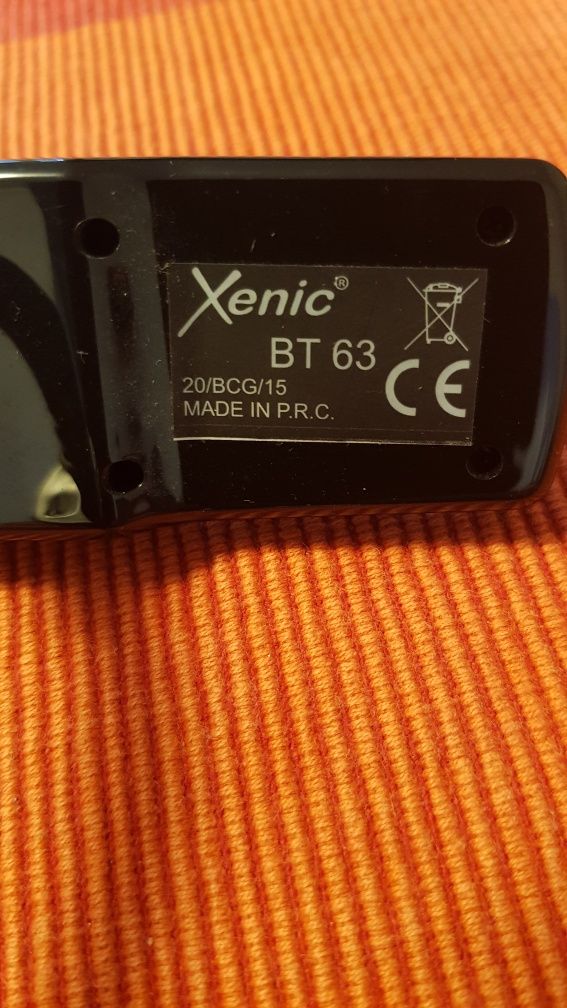 Xenic®
BT 63
20/BCG/15
MADE IN P.R.C.
CE